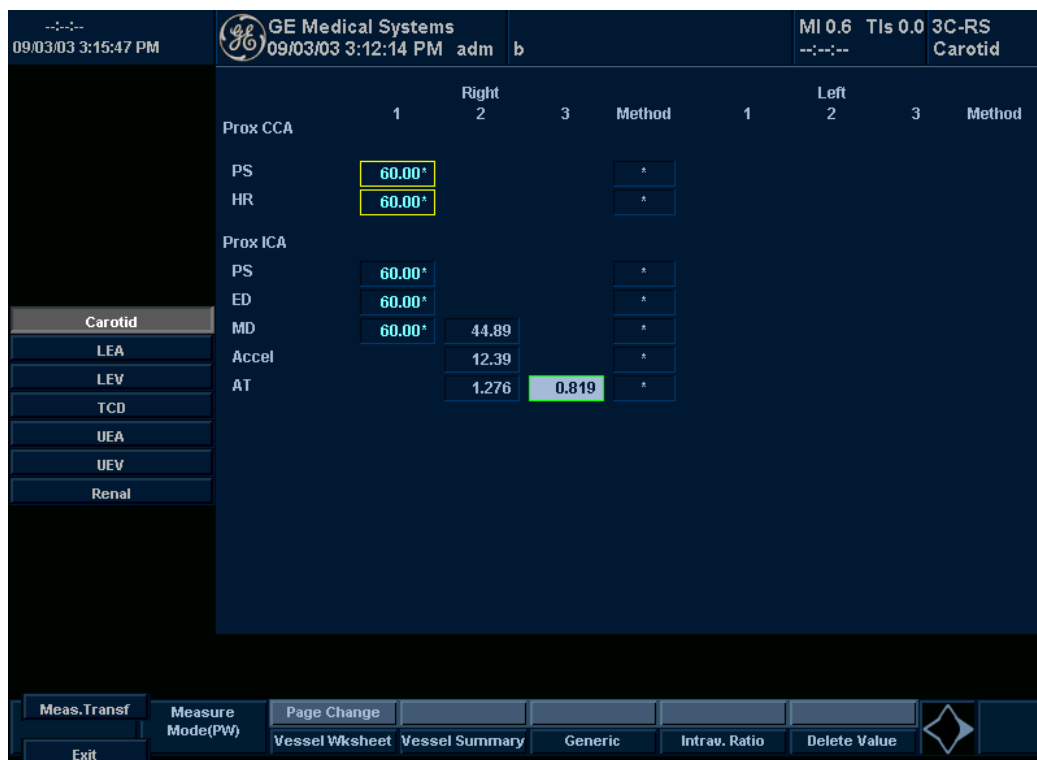 --:--:--
09/03/03 3:15:47 PM
GE Medical Systems
09/03/03 3:12:14 PM adm b
MI 0.6 TIs 0.0 3C-RS
--:--:-- Carotid
Right Left
1 2 3 Method 1 2 3 Method
Prox CCA
PS 60.00* *
HR 60.00* *
Prox ICA
PS 60.00* *
ED 60.00* *
MD 60.00* 44.89 *
Accel 12.39 *
AT 1.276 0.819 *
Carotid
LEA
LEV
TCD
UEA
UEV
Renal
Meas.Transf
Exit
Measure
Mode(PW)
Page Change
Vessel Wksheet Vessel Summary Generic Intrav. Ratio Delete Value